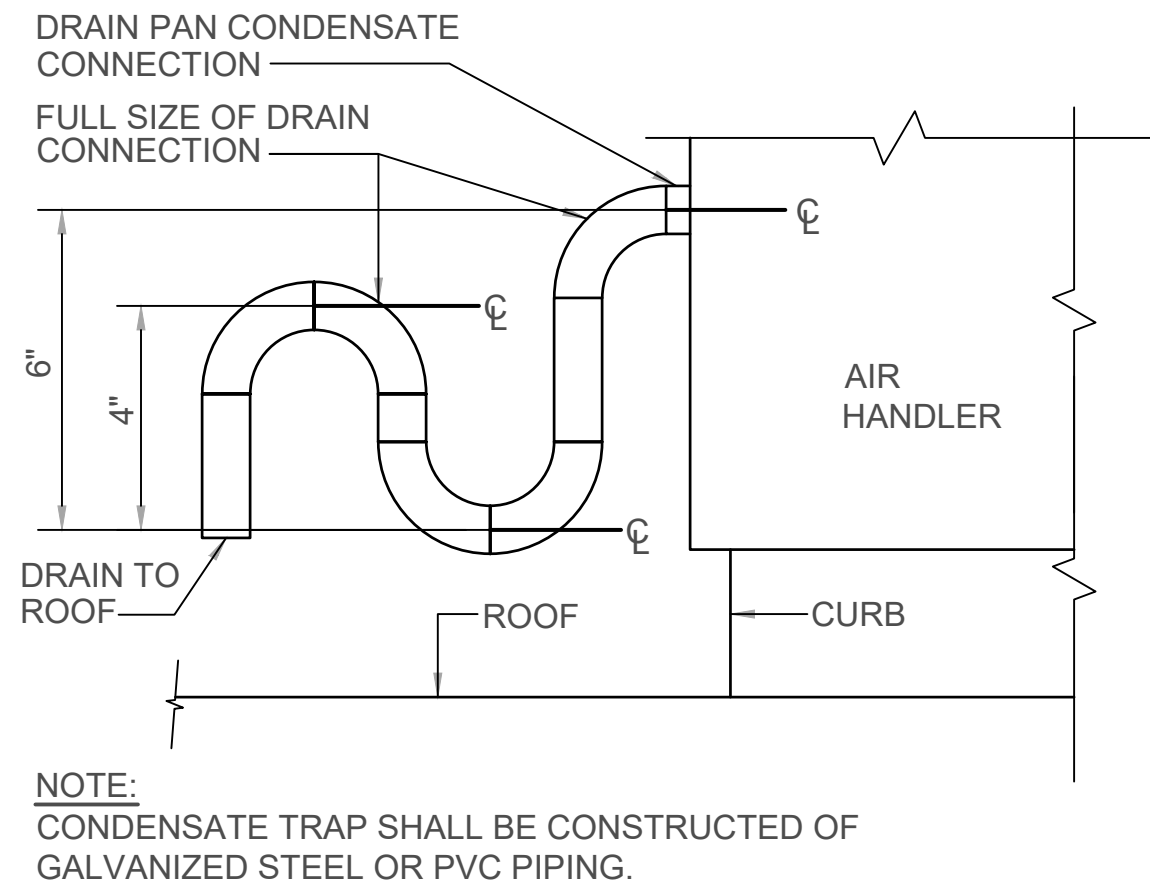 DRAIN PAN CONDENSATE
CONNECTION
FULL SIZE OF DRAIN
CONNECTION
℄
℄
6"
4"
AIR
HANDLER
℄
DRAIN TO
ROOF
ROOF
CURB
NOTE:
CONDENSATE TRAP SHALL BE CONSTRUCTED OF
GALVANIZED STEEL OR PVC PIPING.